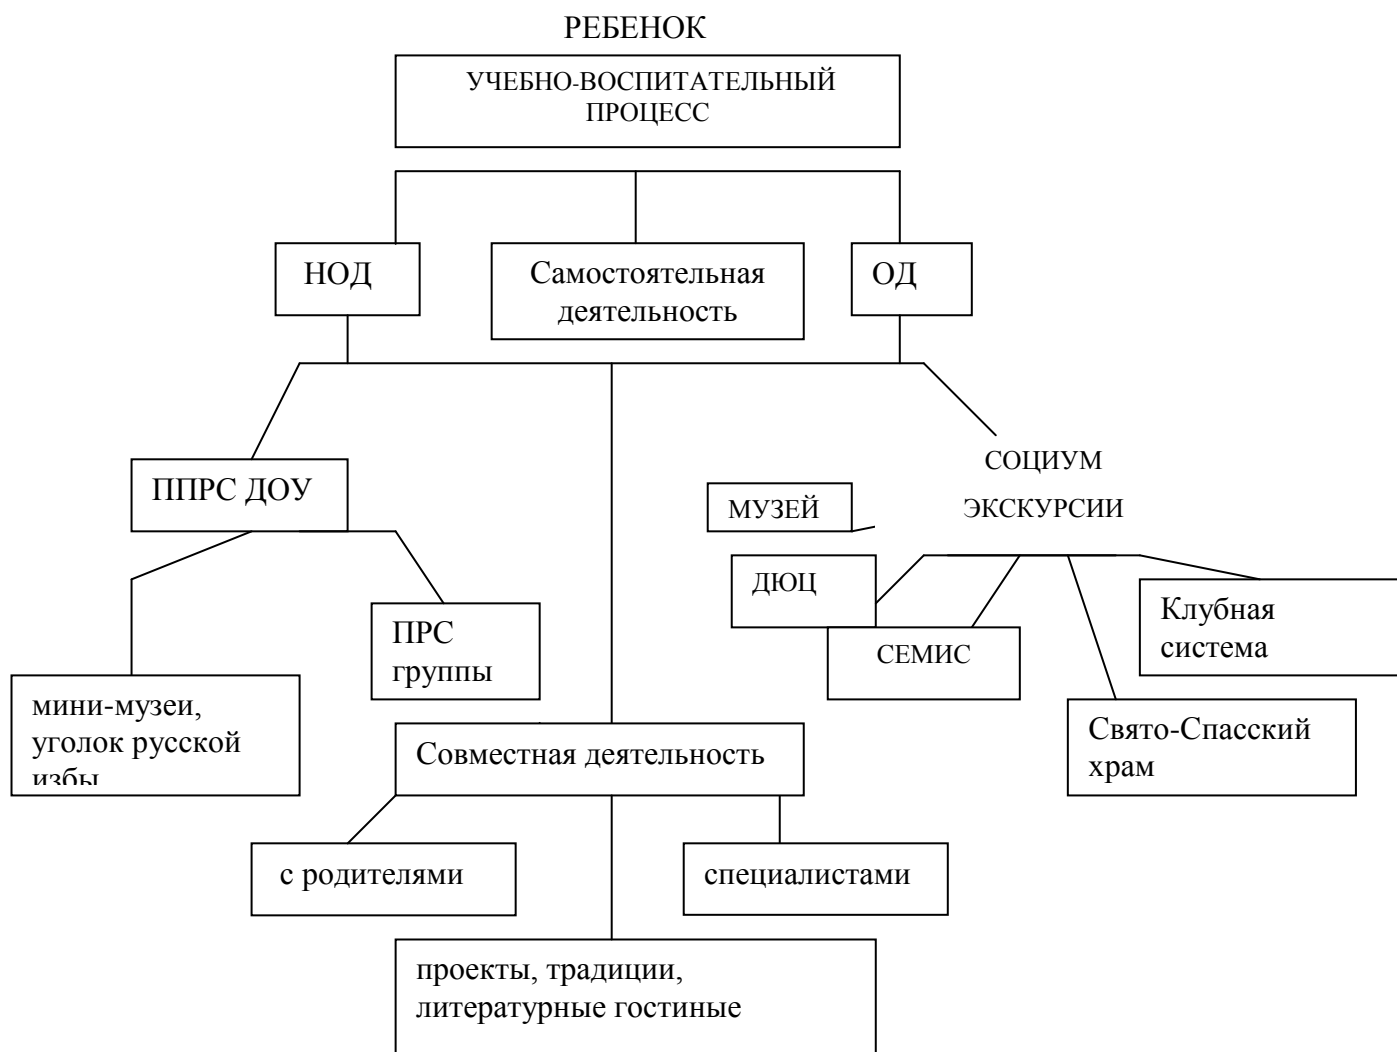 РЕБЕНОК
УЧЕБНО-ВОСПИТАТЕЛЬНЫЙ
ПРОЦЕСС
НОД
Самостоятельная
деятельность
ОД
ППРС ДОУ
СОЦИУМ
МУЗЕЙ
ЭКСКУРСИИ
ДЮЦ
Клубная
система
ПРС
группы
СЕМИС
мини-музеи,
уголок русской
избы
Свято-Спасский
храм
Совместная деятельность
с родителями
специалистами
проекты, традиции,
литературные гостиные